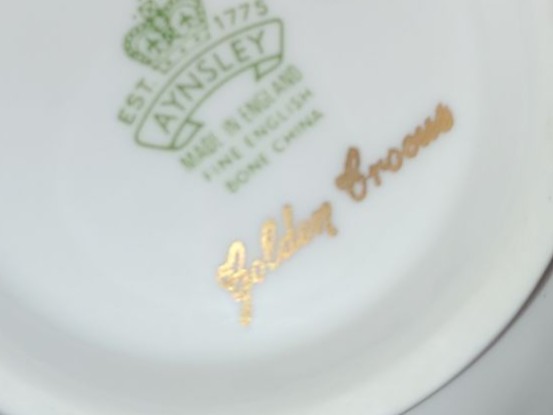 EST 1775
AYNSLEY
MADE IN ENGLAND
FINE ENGLISH
BONE CHINA
Golden Crocus